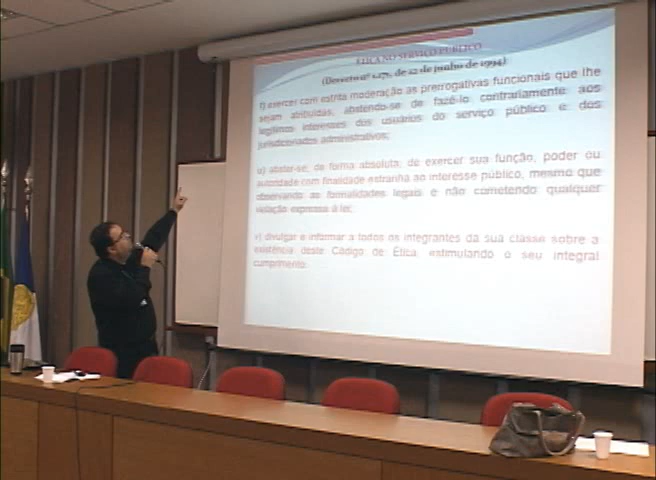 ÉTICA NO SERVIÇO PÚBLICO
(Decreto nº 1.171, de 22 de junho de 1994)
t) exercer com estrita moderação as prerrogativas funcionais que lhe
sejam atribuídas, abstendo-se de fazê-lo contrariamente aos
legítimos interesses dos usuários do serviço público e dos
jurisdicionados administrativos;
u) abster-se, de forma absoluta, de exercer sua função, poder ou
autoridade com finalidade estranha ao interesse público, mesmo que
observando as formalidades legais e não cometendo qualquer
violação expressa à lei;
v) divulgar e informar a todos os integrantes da sua classe sobre a
existência deste Código de Ética, estimulando o seu integral
cumprimento.